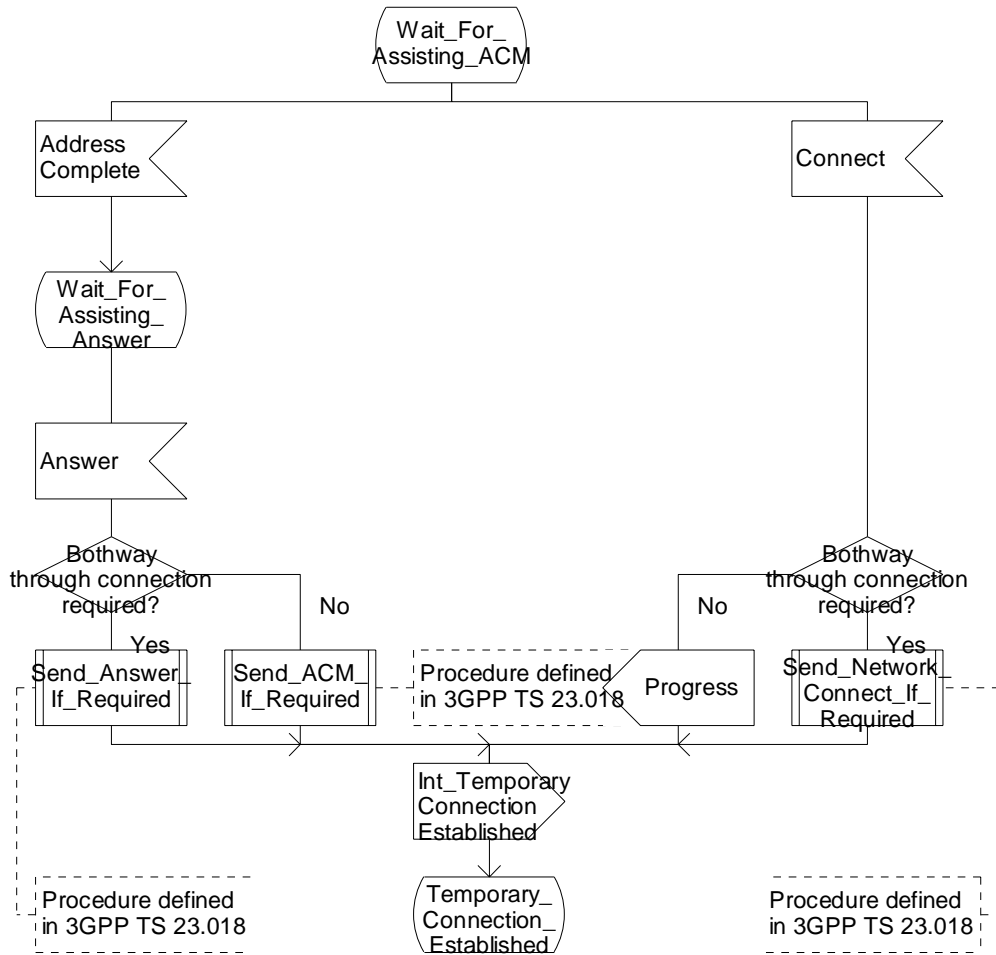 Wait_For_
Assisting_ACM
Address
Complete
Connect
Wait_For_
Assisting_
Answer
Answer
Bothway
through connection
required?
No
Yes
Bothway
through connection
required?
No
Yes
Send_Answer_
If_Required
Send_ACM_
If_Required
Procedure defined
in 3GPP TS 23.018
Progress
Send_Network_
Connect_If_
Required
Int_Temporary
Connection
Established
Procedure defined
in 3GPP TS 23.018
Temporary_
Connection_
Established
Procedure defined
in 3GPP TS 23.018